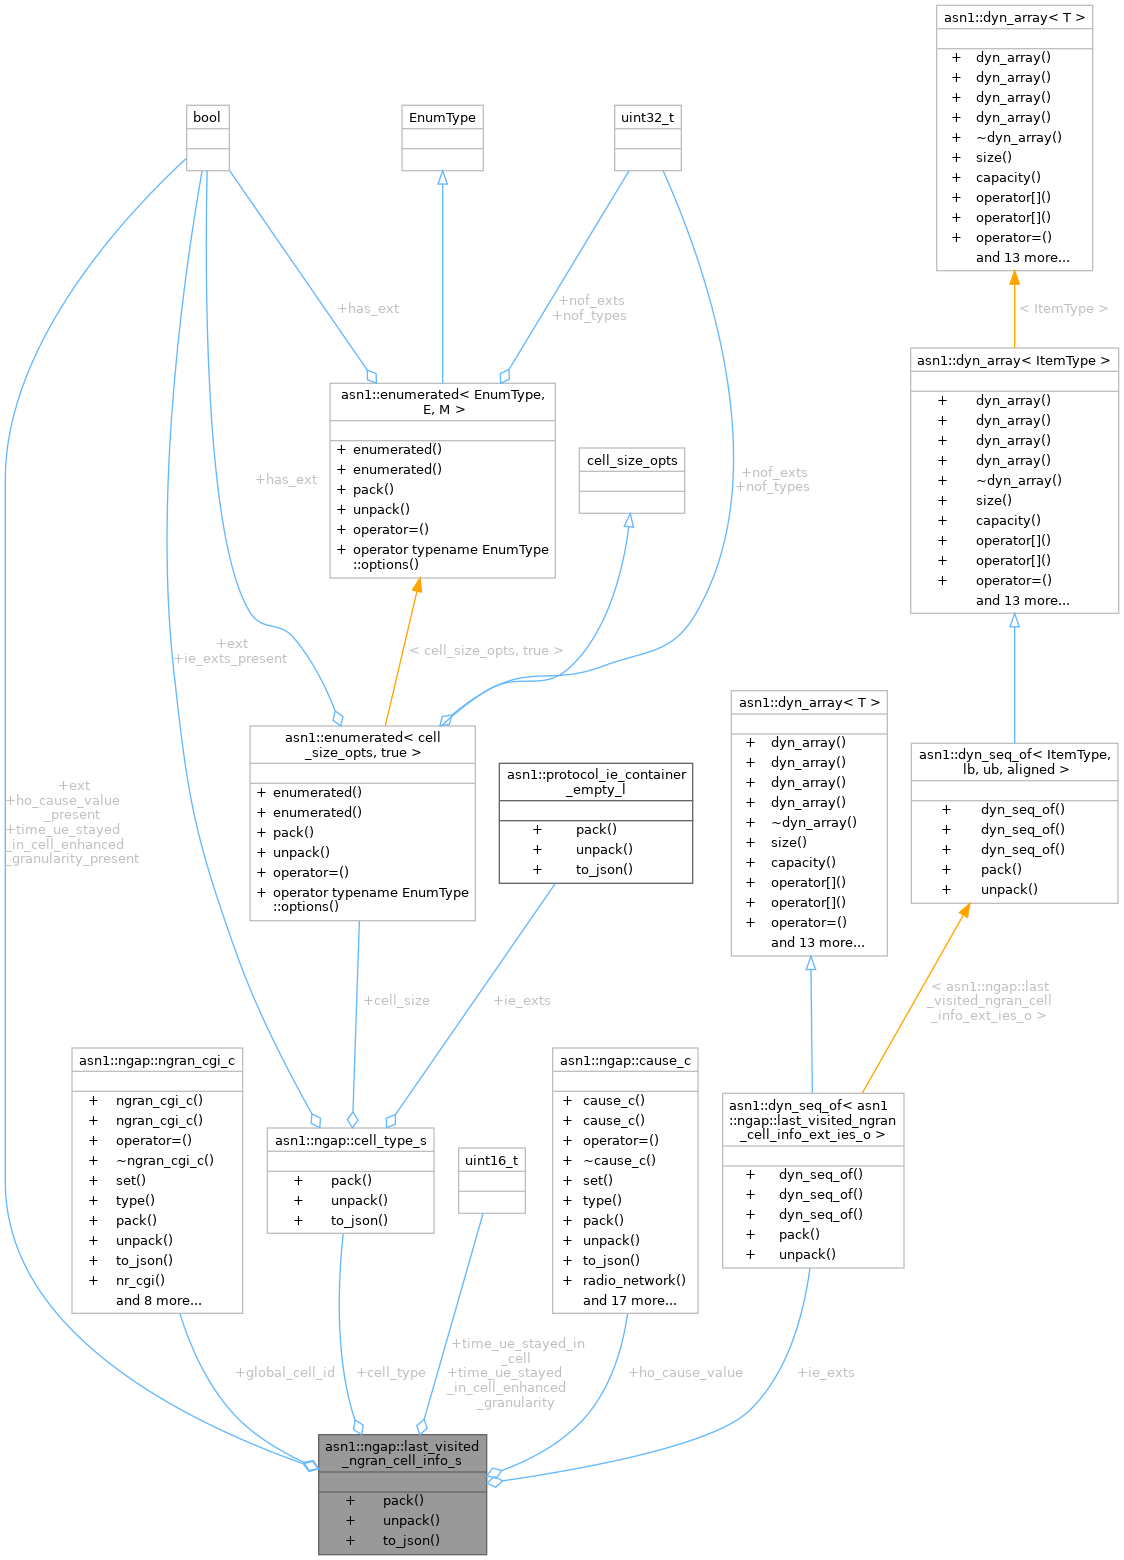 asn1::dyn_array< T >
+ dyn_array()
+ dyn_array()
+ dyn_array()
+ dyn_array()
+ ~dyn_array()
+ size()
+ capacity()
+ operator[]()
+ operator[]()
+ operator=()
and 13 more...
bool
EnumType
uint32_t
+has_ext
+nof_exts
+nof_types
< ItemType >
asn1::dyn_array< ItemType >
+ dyn_array()
+ dyn_array()
+ dyn_array()
+ dyn_array()
+ ~dyn_array()
+ size()
+ capacity()
+ operator[]()
+ operator[]()
+ operator=()
and 13 more...
asn1::enumerated< EnumType,
E, M >
+ enumerated()
+ enumerated()
+ pack()
+ unpack()
+ operator=()
+ operator typename EnumType
::options()
cell_size_opts
+has_ext
+nof_exts
+nof_types
+ext
+ie_exts_present
< cell_size_opts, true >
asn1::enumerated< cell
_size_opts, true >
+ enumerated()
+ enumerated()
+ pack()
+ unpack()
+ operator=()
+ operator typename EnumType
::options()
asn1::protocol_ie_container
_empty_l
+ pack()
+ unpack()
+ to_json()
asn1::dyn_array< T >
+ dyn_array()
+ dyn_array()
+ dyn_array()
+ dyn_array()
+ ~dyn_array()
+ size()
+ capacity()
+ operator[]()
+ operator[]()
+ operator=()
and 13 more...
asn1::dyn_seq_of< ItemType,
lb, ub, aligned >
+ dyn_seq_of()
+ dyn_seq_of()
+ dyn_seq_of()
+ pack()
+ unpack()
+ext
+ho_cause_value
_present
+time_ue_stayed
_in_cell_enhanced
_granularity_present
+cell_size
+ie_exts
< asn1::ngap::last
_visited_ngran_cell
_info_ext_ies_o >
asn1::ngap::ngran_cgi_c
+ ngran_cgi_c()
+ ngran_cgi_c()
+ operator=()
+ ~ngran_cgi_c()
+ set()
+ type()
+ pack()
+ unpack()
+ to_json()
+ nr_cgi()
and 8 more...
asn1::ngap::cell_type_s
+ pack()
+ unpack()
+ to_json()
uint16_t
asn1::ngap::cause_c
+ cause_c()
+ cause_c()
+ operator=()
+ ~cause_c()
+ set()
+ type()
+ pack()
+ unpack()
+ to_json()
+ radio_network()
and 17 more...
asn1::dyn_seq_of< asn1
::ngap::last_visited_ngran
_cell_info_ext_ies_o >
+ dyn_seq_of()
+ dyn_seq_of()
+ dyn_seq_of()
+ pack()
+ unpack()
+global_cell_id
+cell_type
+time_ue_stayed_in
_cell
+time_ue_stayed
_in_cell_enhanced
_granularity
+ho_cause_value
+ie_exts
asn1::ngap::last_visited
_ngran_cell_info_s
+ pack()
+ unpack()
+ to_json()